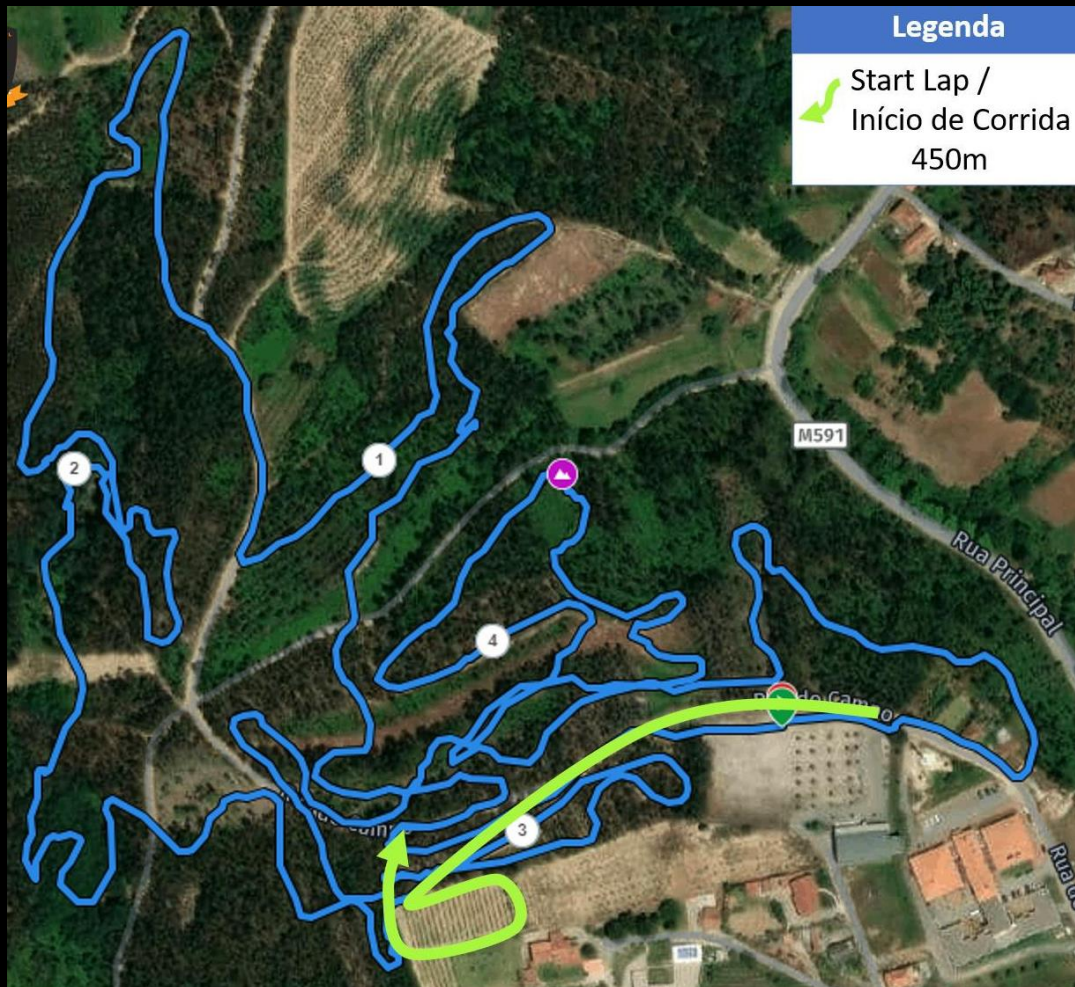 Legenda
Start Lap /
Início de Corrida
450m
M591
Rua Principal
1
2
4
3